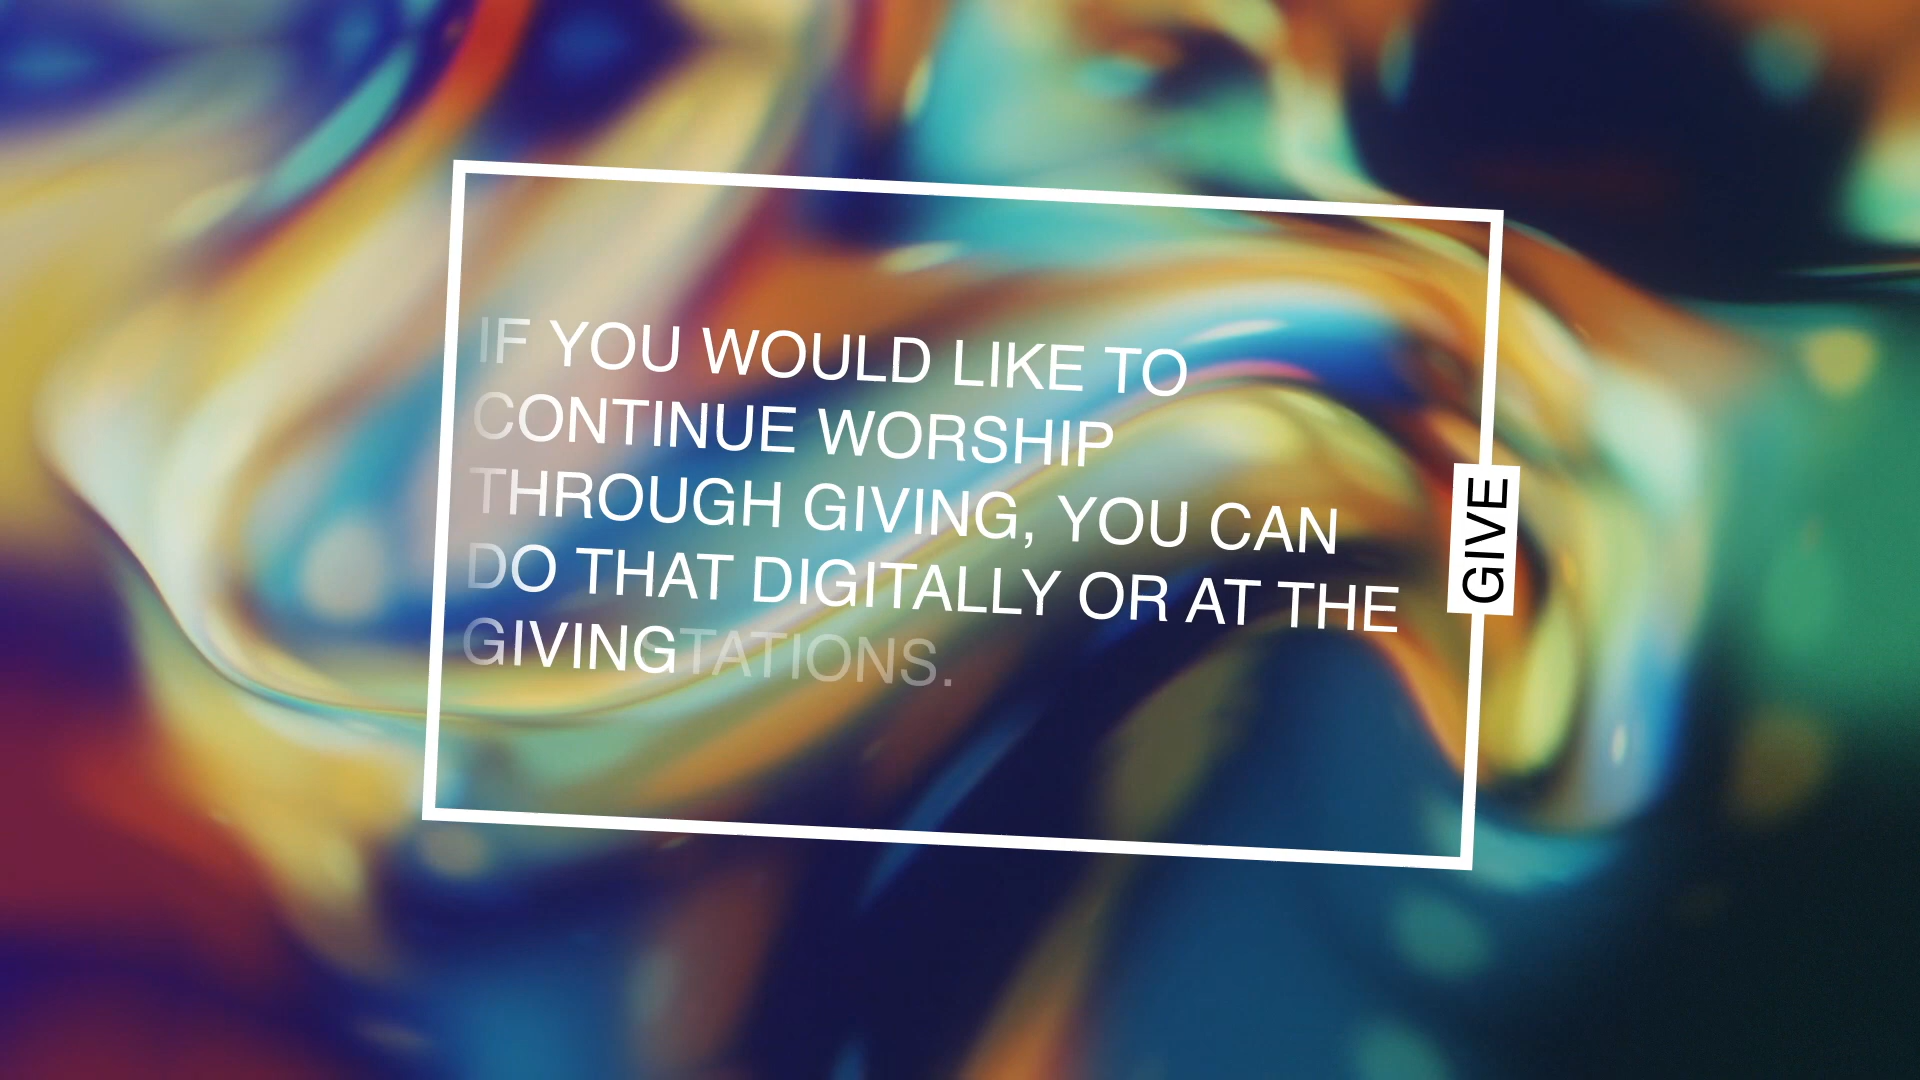 IF YOU WOULD LIKE TO
CONTINUE WORSHIP
THROUGH GIVING, YOU CAN
DO THAT DIGITALLY OR AT THE
GIVINGTATIONS.
GIVE